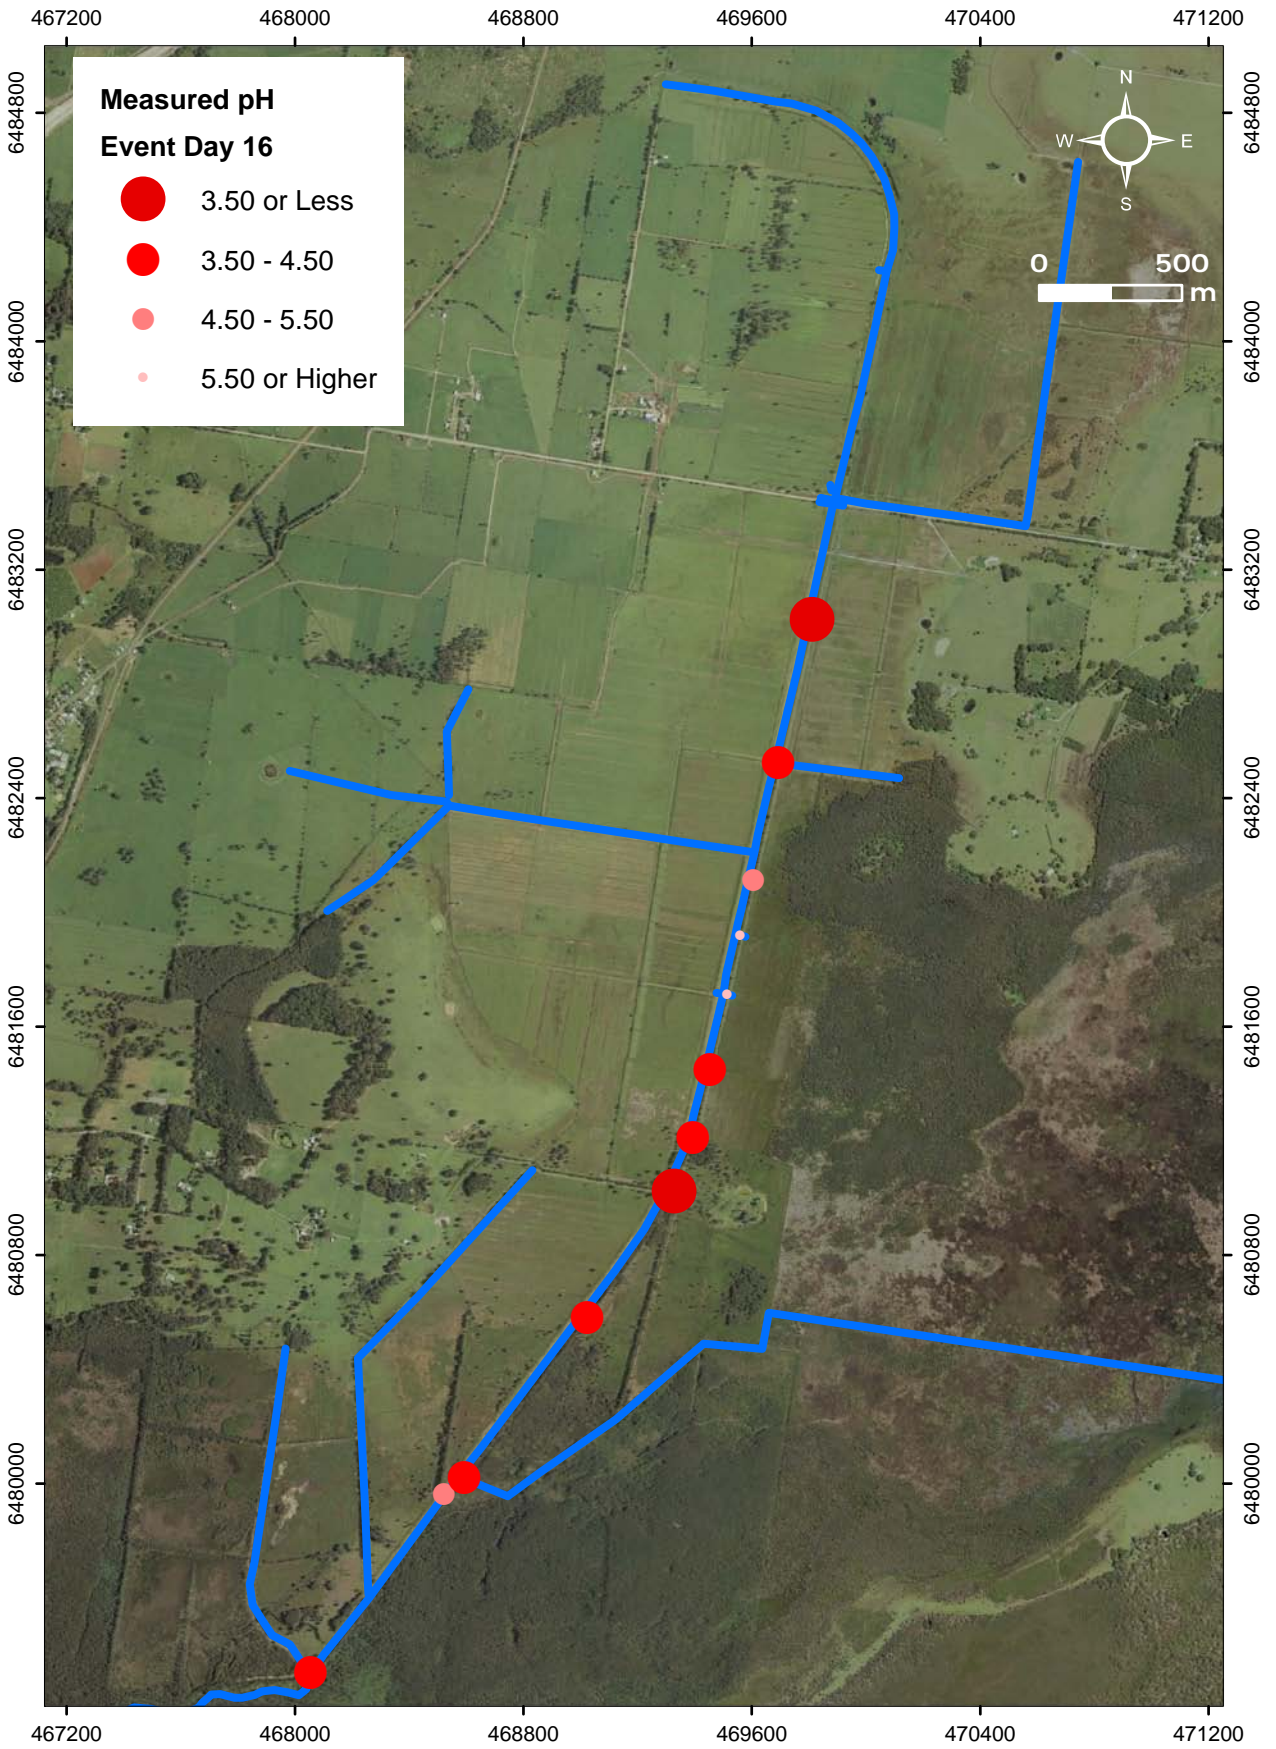 467200 468000 468800 469600 470400 471200
Measured pH
Event Day 16
3.50 or Less
3.50 - 4.50
4.50 - 5.50
5.50 or Higher
N
W E
S
0 500
m
6484800 6484800
6484000 6484000
6483200 6483200
6482400 6482400
6481600 6481600
6480800 6480800
6480000 6480000
467200 468000 468800 469600 470400 471200